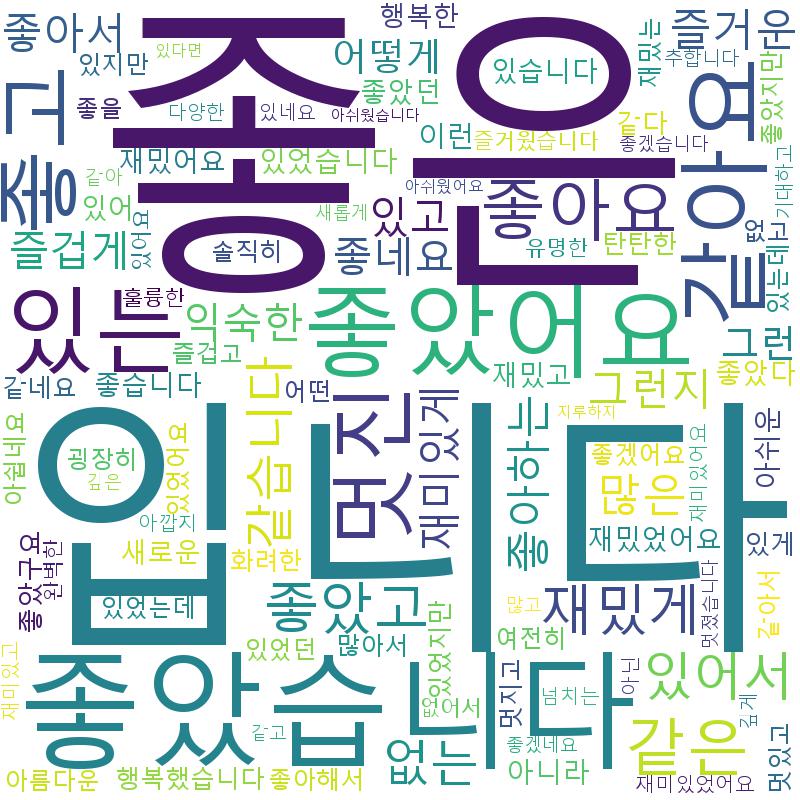 좋아서
있지만
있다면
행복한
어떻게
좋은
있습니다
재밌는
즐거운
추합니다
좋았지만
좋을
다양한
있네요
아쉬웠습니다
좋았던
이런
즐거웠습니다
같다
좋겠습니다
좋고
재밌어요
있었습니다
같아요
같아
있어
있어요
새롭게
아쉬웠어요
있고
좋아요
없고
기대하고
즐겁게
솔직히
좋네요
유명한
탄탄한
있는데
훌륭한
있는
익숙한
좋았어요
그런
즐겁고
같네요
좋습니다
어떤
재밌고
그런지
좋았다
같습니다
멋진
재미있게
좋아하는
지루하지
아쉬운
아쉽네요
입니다
굉장히
깊은
있었어요
좋겠어요
많은
재미있어요
아깝지
새로운
화려한
재밌었어요
있게
좋았구요
완벽한
있었는데
좋았고
많고
재밌게
멋졌습니다
같아서
있었던
많아서
있었지만
여전히
재미있고
좋았습니다
같고
없는
없어서
멋지고
넘치는
아닌
있어서
같은
깊게
좋겠네요
아름다운
행복했습니다
좋아해서
아니라
재미있었어요
멋있고